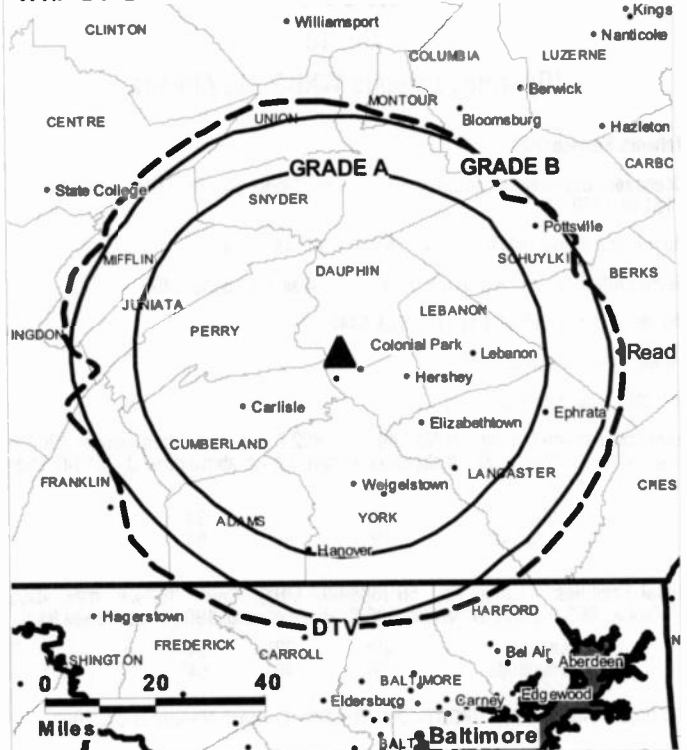 Kings
Williamsport
CLINTON
Nanticoke
COLUMBIA
LUZERNE
Berwick
MONTOUR
UNION
Bloomsburg
CENTRE
Hazleton
GRADE A
GRADE B
CARBC
State College
SNYDER
Pottsville
MIFFLIN
SCHUYLKI
DAUPHIN
BERKS
JUNIATA
LEBANON
PERRY
INGDON
Colonial Park
Lebanon
Read
Hershey
Carlisle
Ephrata
Elizabethtown
CUMBERLAND
LANCASTER
FRANKLIN
Weigelstown
YORK
ADAMS
Hanover
HARFORD
Hagerstown
DTV
FREDERICK
CARROLL
Bel Air
WASHINGTON
Aberdeen
BALTIMORE
0 20 40
Eldersburg
Carney
Edgewood
Miles
Baltimore
BALT